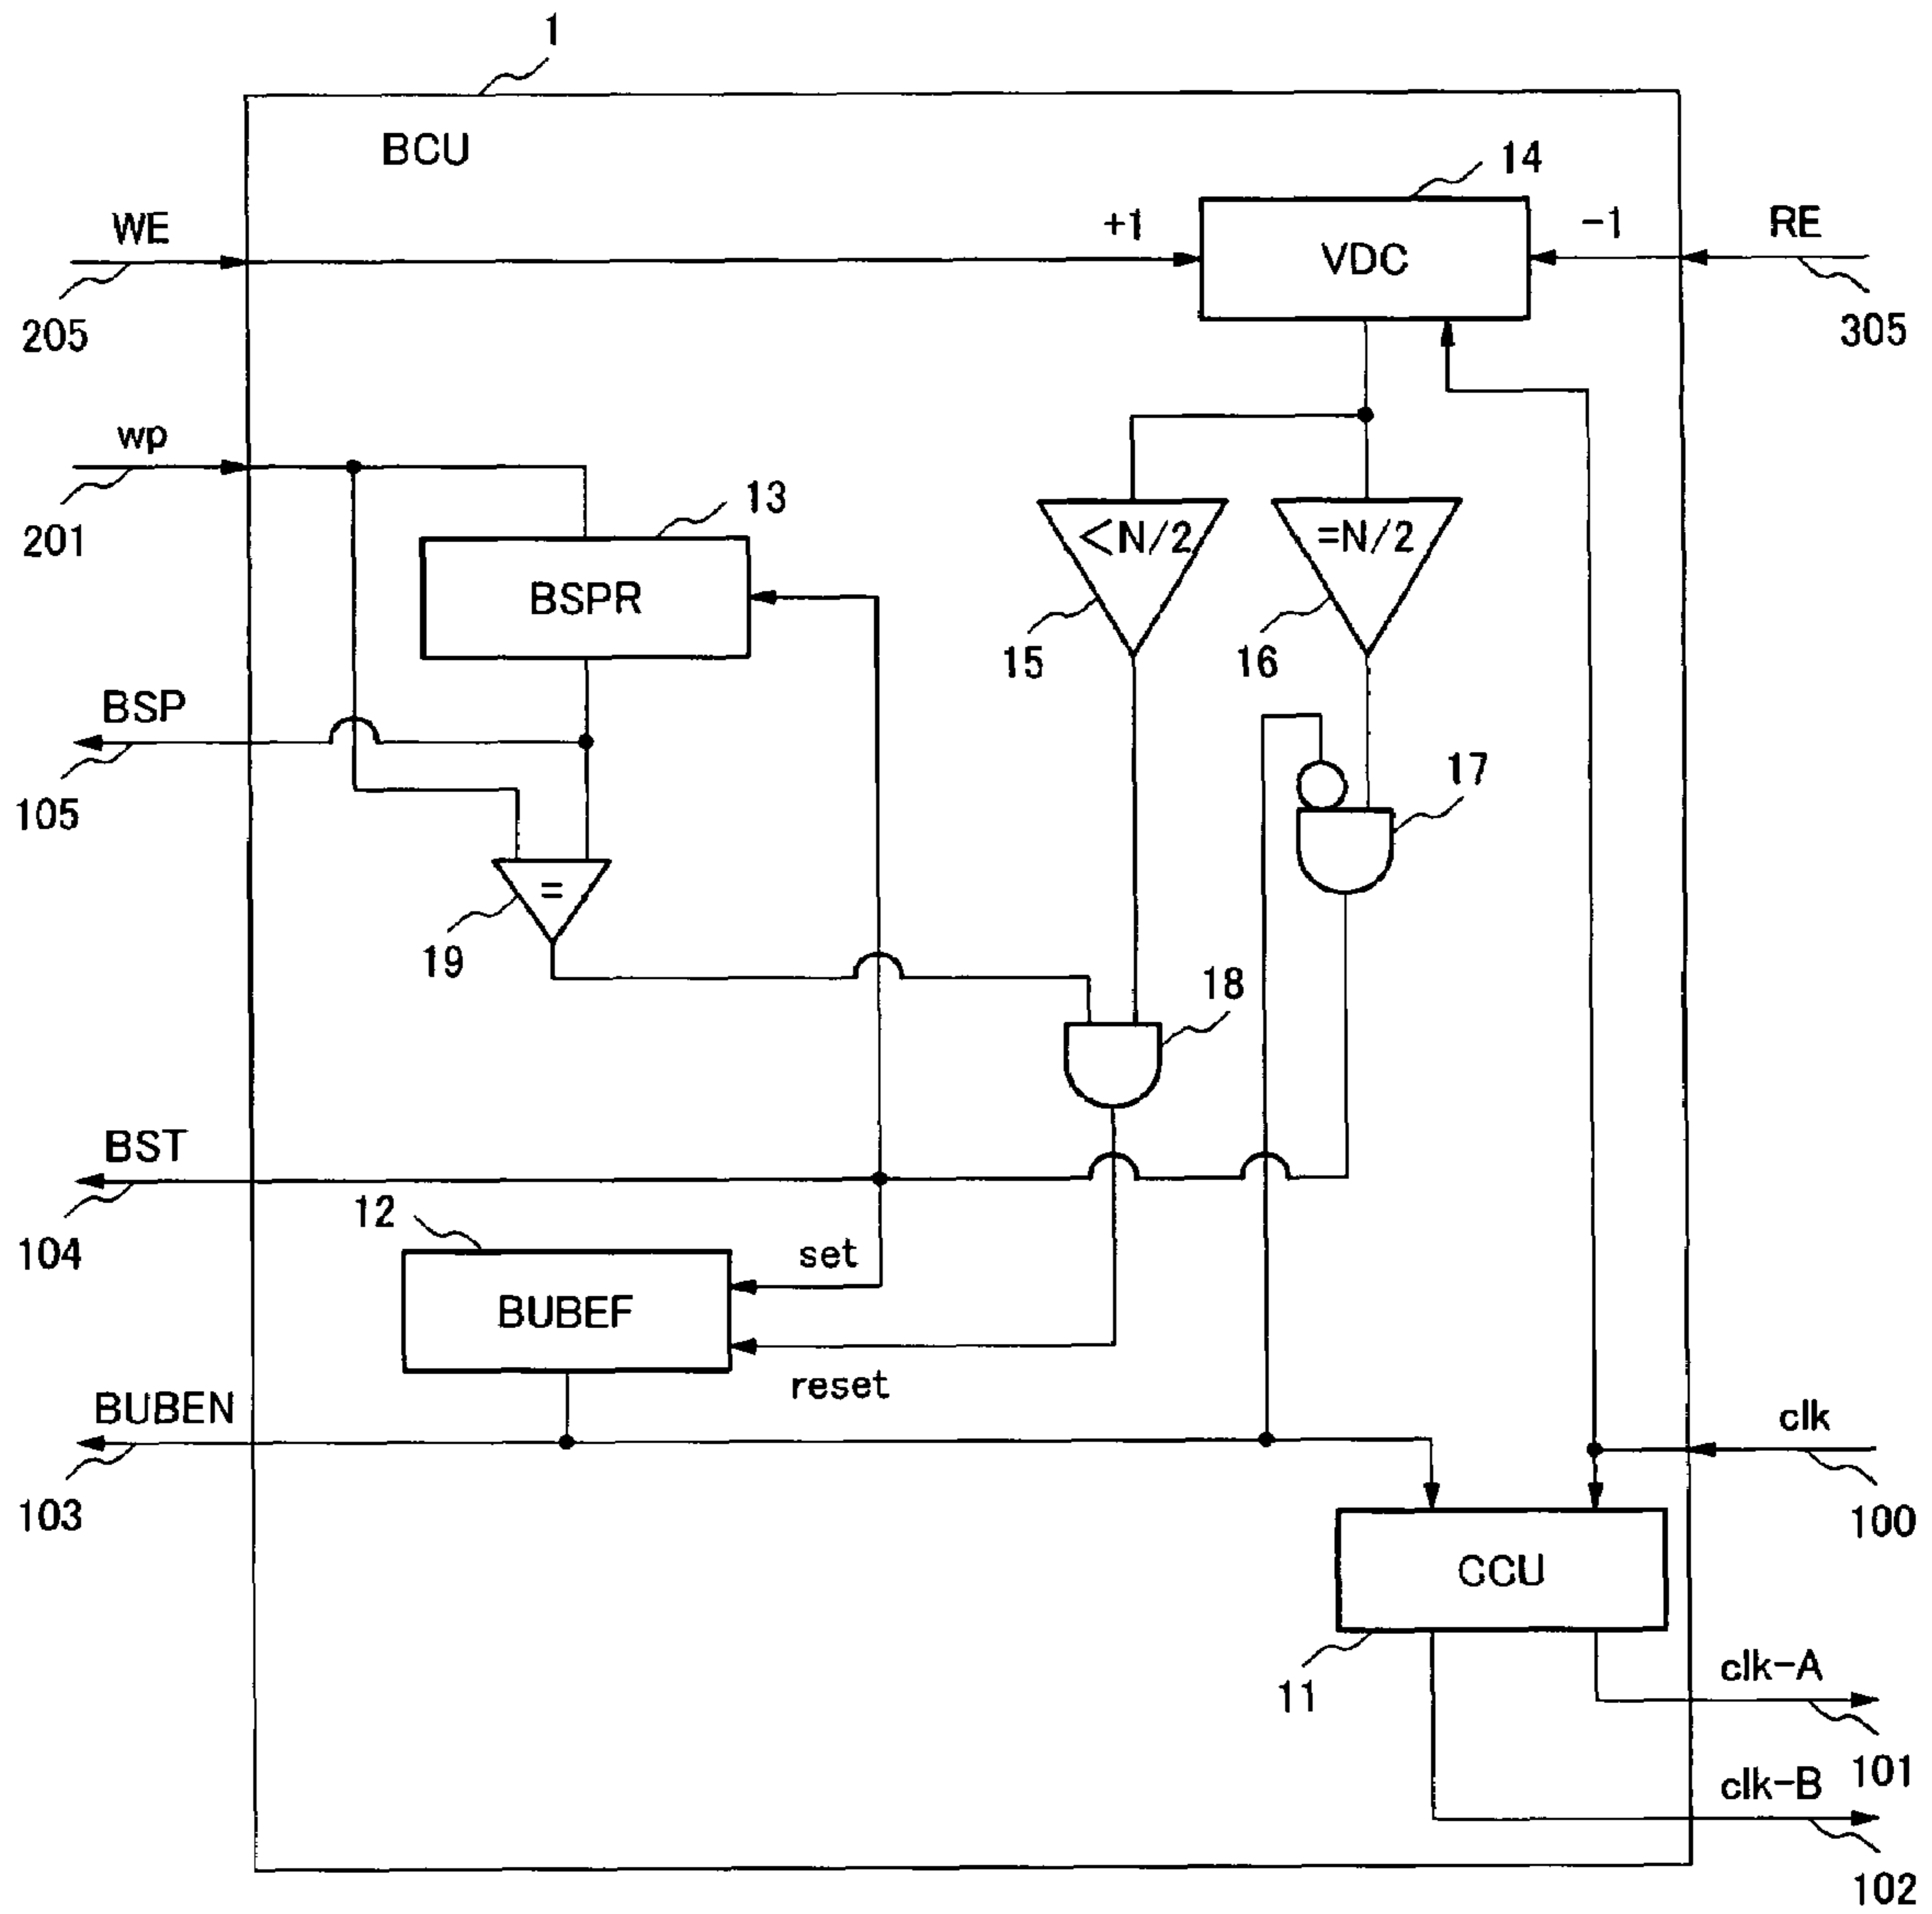 1
BCU
14
WE
+1
VDC
-1
RE
205
305
wp
201
13
BSPR
<N/2
=N/2
15
16
BSP
105
17
=
19
18
BST
104
12
set
BUBEF
reset
BUBEN
103
clk
100
CCU
11
clk-A
101
clk-B
102